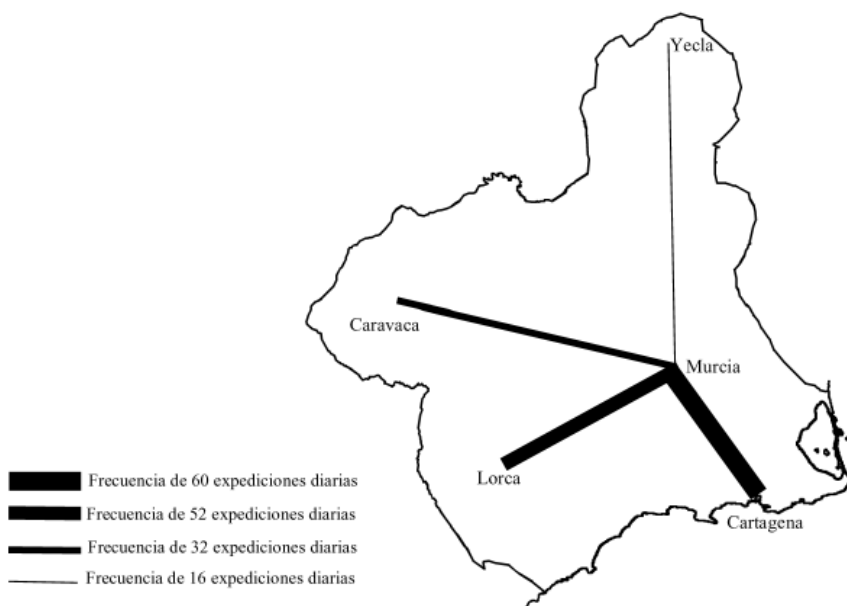 Yecla
Caravaca
Murcia
Lorca
Cartagena
Frecuencia de 60 expediciones diarias
Frecuencia de 52 expediciones diarias
Frecuencia de 32 expediciones diarias
Frecuencia de 16 expediciones diarias